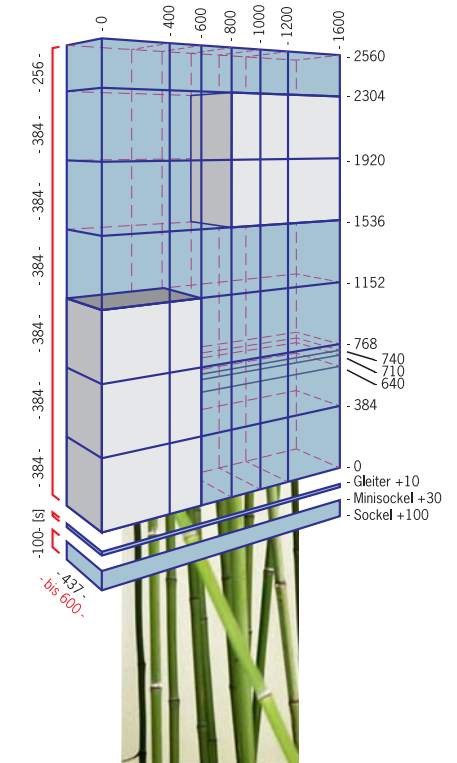 0
400
- 600
- 800
- 1000
- 1200
1600
- 2560
- 2304
- 1920
- 1536
- 1152
- 768
740
710
640
- 384
- 0
- Gleiter +10
- Minisockel +30
- Sockel +100
- 256 -
- 384 -
- 384 -
- 384 -
- 384 -
- 384 -
- 384 -
[s]
-100-
- 437 -
- bis 600 -